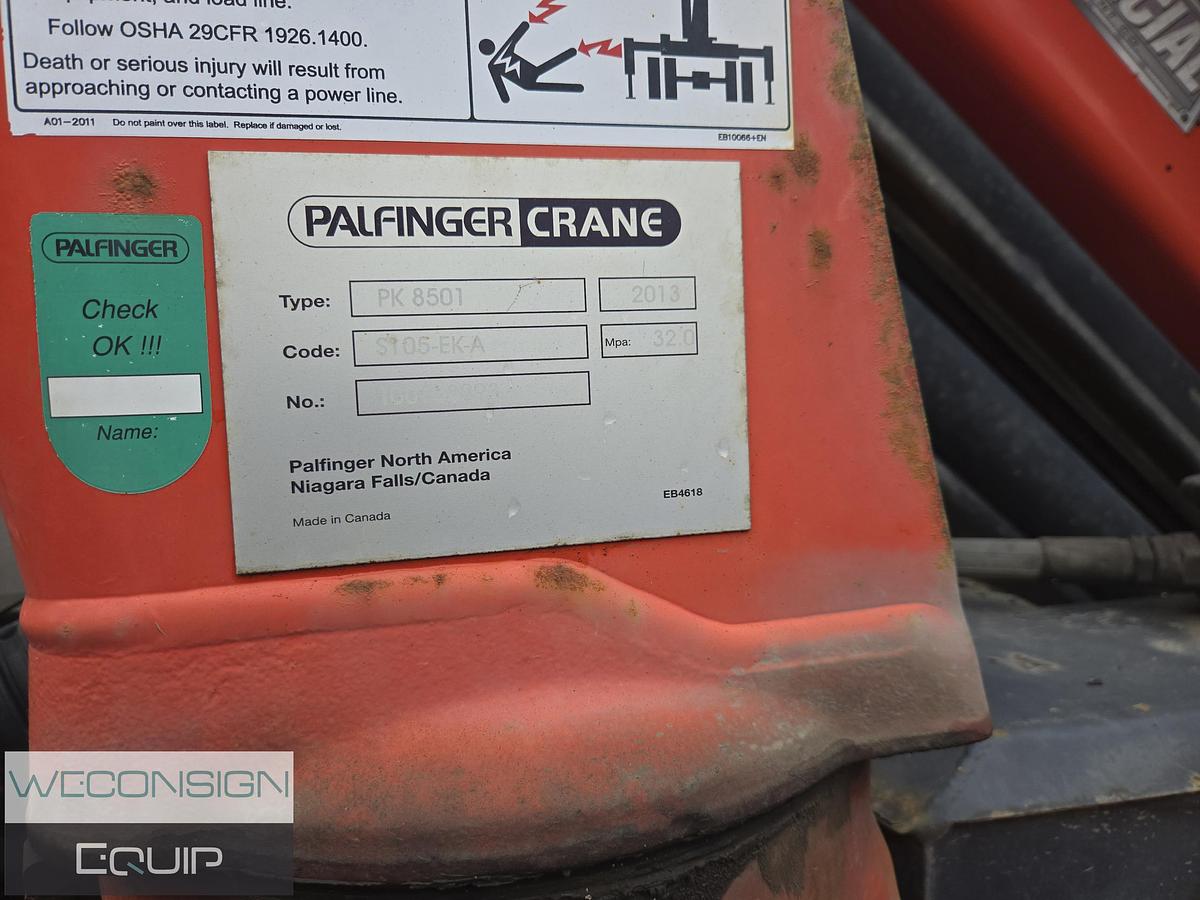 Follow OSHA 29CFR 1926.1400.
Death or serious injury will result from
approaching or contacting a power line.
A01-2011 Do not paint over this label. Replace if damaged or lost.
EB10066+EN
PALFINGER
Check
OK !!!
Name:
PALFINGER CRANE
Type: PK 8501 2013
Code: S105-EK-A Mpa: 32.0
No.:
Palfinger North America
Niagara Falls/Canada
EB4618
Made in Canada
WECONSIGN
EQUIP